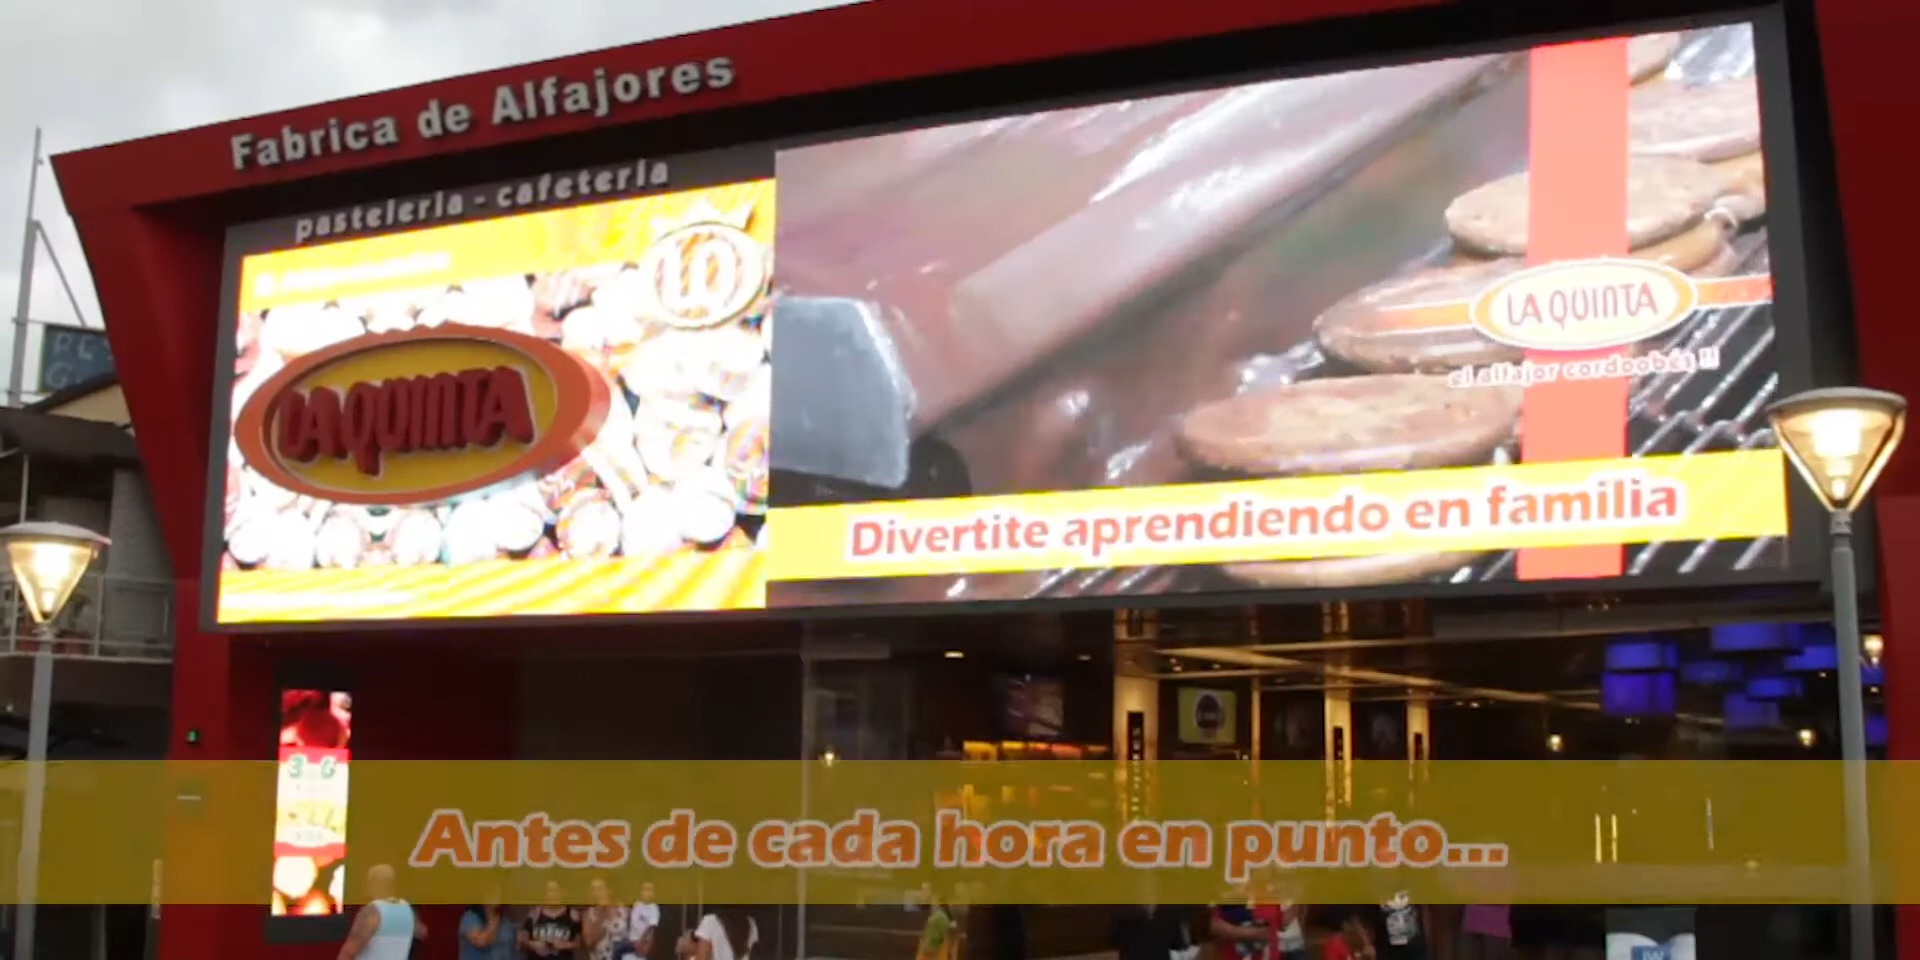 Fabrica de Alfajores
pasteleria - cafeteria
LA QUINTA
LA QUINTA
el alfajor cordoobés !!
Divertite aprendiendo en familia
Antes de cada hora en punto...